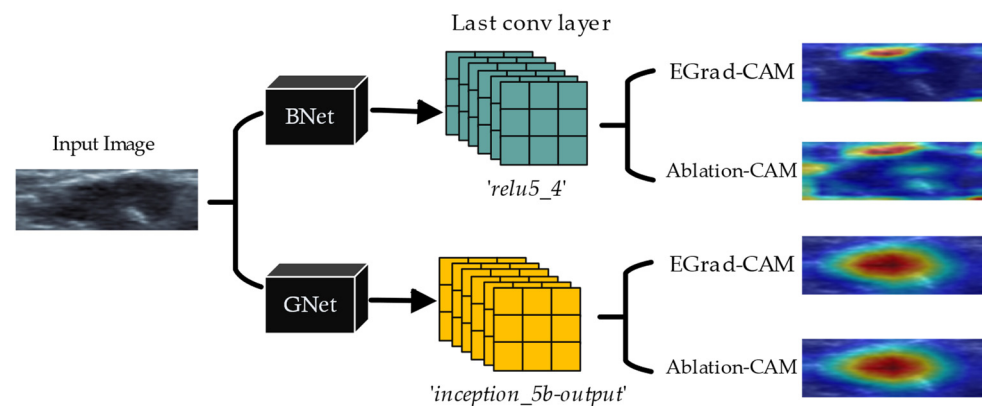 Last conv layer
EGrad-CAM
BNet
Input Image
Ablation-CAM
'relu5_4'
EGrad-CAM
GNet
Ablation-CAM
'inception_5b-output'